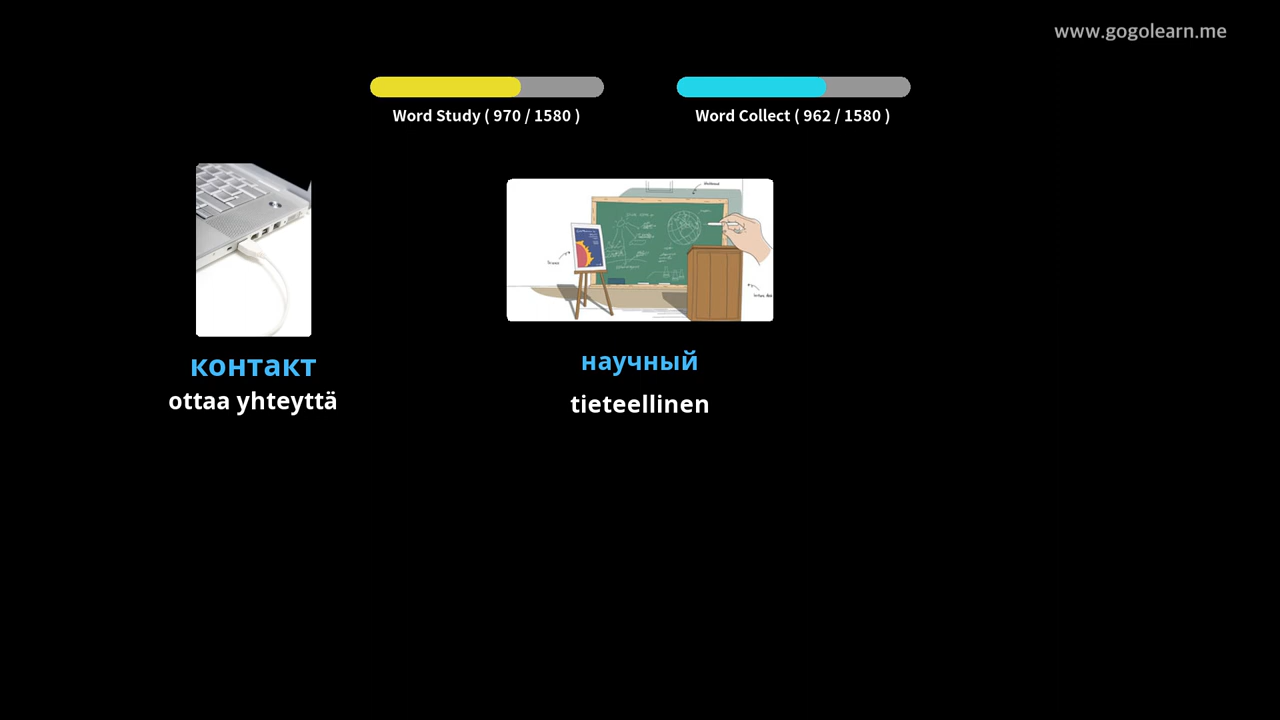 www.gogolearn.me
Word Study ( 970 / 1580 )
Word Collect ( 962 / 1580 )
контакт
ottaa yhteyttä
научный
tieteellinen